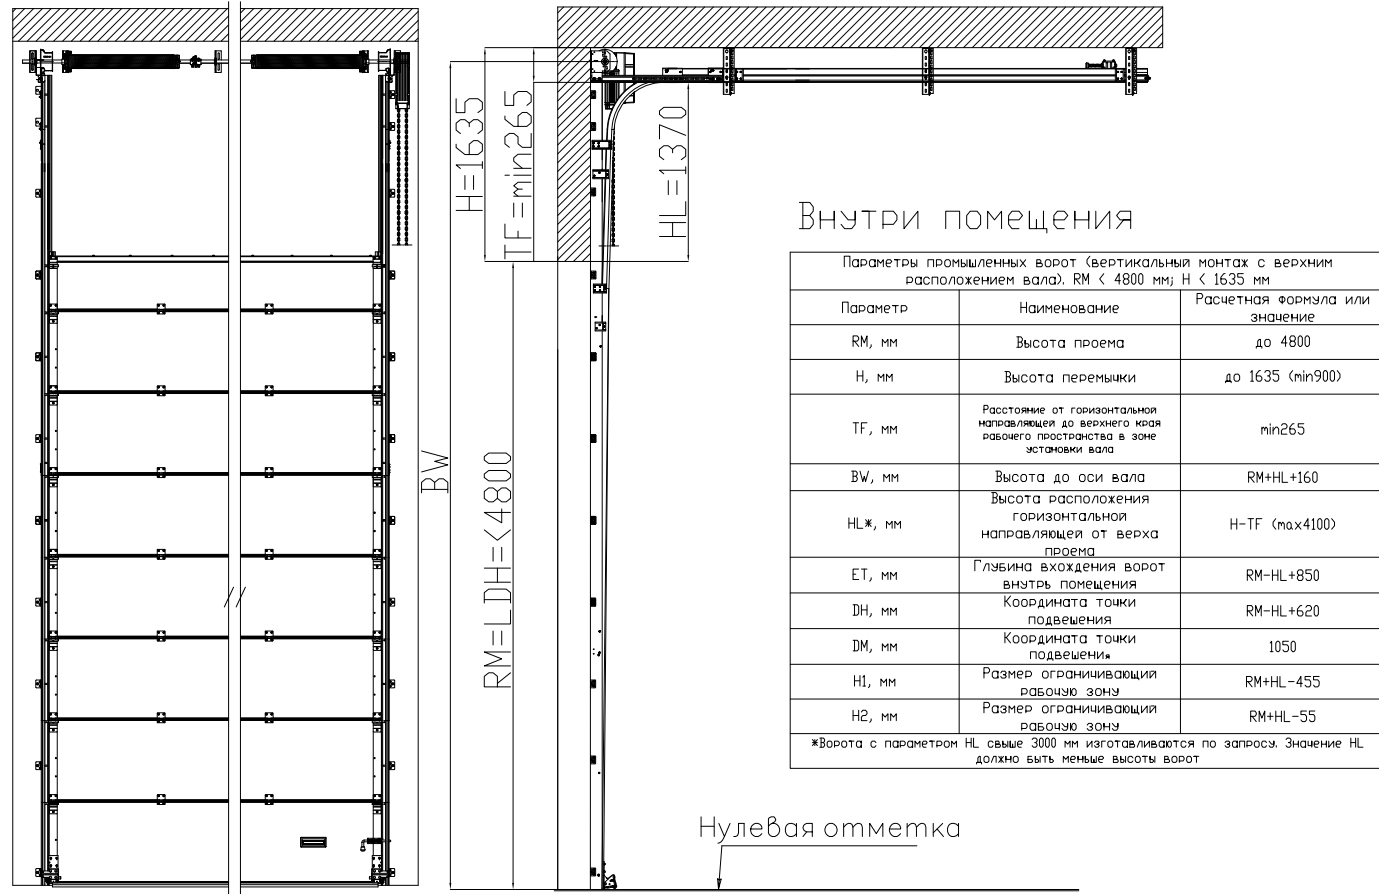 H=1635
TF=min265
HL=1370
BW
RM=LDH=<4800
Внутри помещения
Параметры промышленных ворот (вертикальный монтаж с верхним
расположением вала). RM < 4800 мм; H < 1635 мм
Параметр
Наименование
Расчетная формула или
значение
RM, мм
Высота проема
до 4800
H, мм
Высота перемычки
до 1635 (min900)
TF, мм
Расстояние от горизонтальной
направляющей до верхнего края
рабочего пространства в зоне
установки вала
min265
BW, мм
Высота до оси вала
RM+HL+160
HL*, мм
Высота расположения
горизонтальной
направляющей от верха
проема
H-TF (max4100)
ET, мм
Глубина вхождения ворот
внутрь помещения
RM-HL+850
DH, мм
Координата точки
подвешения
RM-HL+620
DM, мм
Координата точки
подвешения
1050
H1, мм
Размер ограничивающий
рабочую зону
RM+HL-455
H2, мм
Размер ограничивающий
рабочую зону
RM+HL-55
*Ворота с параметром HL свыше 3000 мм изготавливаются по запросу. Значение HL
должно быть меньше высоты ворот
Нулевая отметка